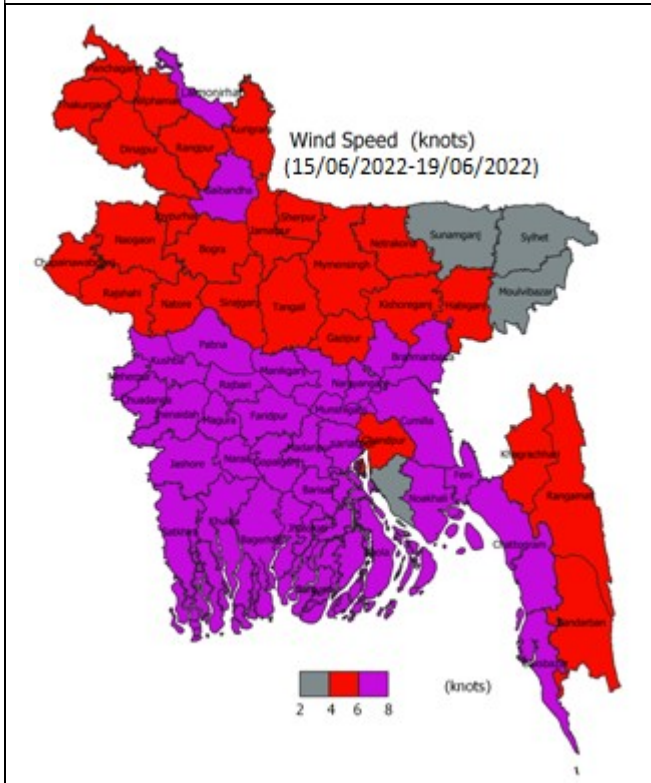 Panchagarh
Lalmonirhat
Thakurgaon
Nilphamari
Kurigram
Dinajpur
Rangpur
Wind Speed (knots)
(15/06/2022-19/06/2022)
Gaibandha
Sherpur
Joypurhat
Naogaon
Jamalpur
Netrakona
Sunamganj
Sylhet
Bogra
Mymensingh
Chapainawabganj
Moulvibazar
Rajshahi
Natore
Sirajganj
Tangail
Kishoreganj
Habiganj
Gazipur
Patna
Kushtia
Brahmanbaria
Manikganj
Rajbari
Narayanganj
Meherpur
Chuadanga
Munshiganj
Jhenaidah
Magura
Faridpur
Comilla
Madaripur
Shariatpur
Chandpur
Khagrachhari
Jashore
Narail
Gopalganj
Feni
Rangamati
Barisal
Noakhali
Satkhira
Khulna
Bagerhat
Bhola
Chattogram
Bandarban
(knots)
2 4 6 8